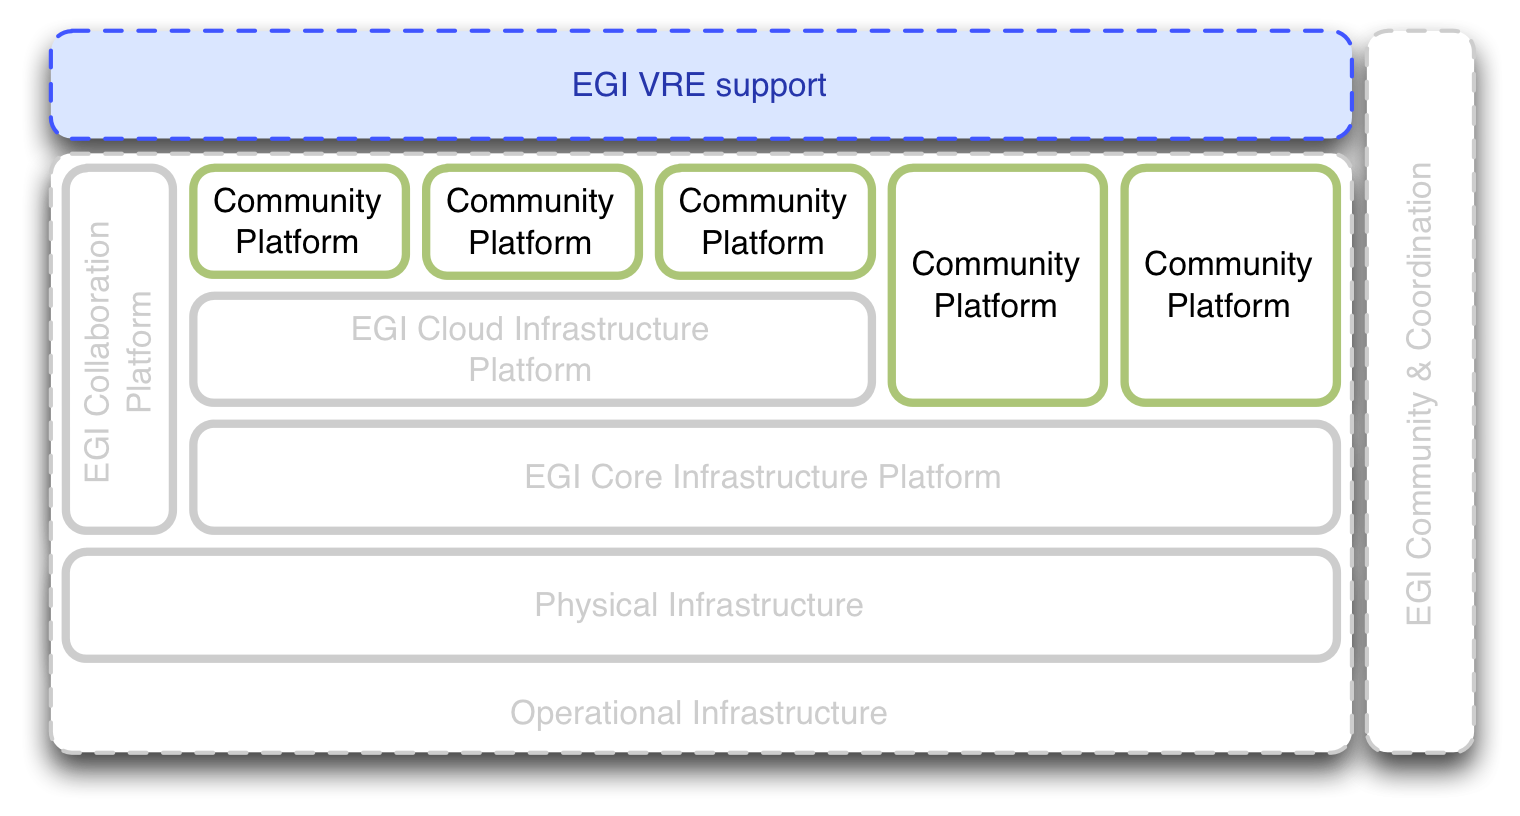 EGI VRE support
EGI Collaboration
Platform
Community
Platform
Community
Platform
Community
Platform
Community
Platform
Community
Platform
EGI Cloud Infrastructure
Platform
EGI Core Infrastructure Platform
Physical Infrastructure
Operational Infrastructure
EGI Community & Coordination